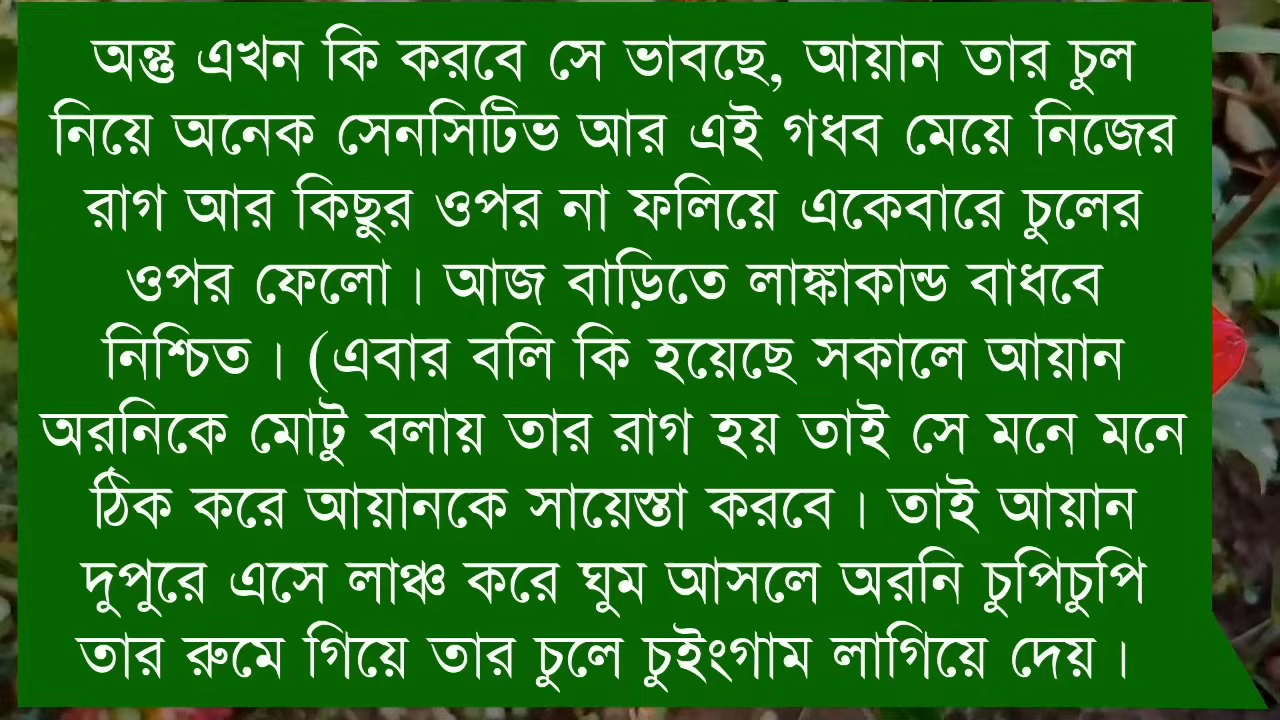 অন্তু এখন কি করবে সে ভাবছে, আয়ান তার চুল
নিয়ে অনেক সেনসিটিভ আর এই গধব মেয়ে নিজের
রাগ আর কিছুর ওপর না ফলিয়ে একেবারে চুলের
ওপর ফেলো। আজ বাড়িতে লাঙ্কাকান্ড বাধবে
নিশ্চিত। (এবার বলি কি হয়েছে সকালে আয়ান
অরনিকে মোটু বলায় তার রাগ হয় তাই সে মনে মনে
ঠিক করে আয়ানকে সায়েস্তা করবে। তাই আয়ান
দুপুরে এসে লাঞ্চ করে ঘুম আসলে অরনি চুপিচুপি
তার রুমে গিয়ে তার চুলে চুইংগাম লাগিয়ে দেয়।